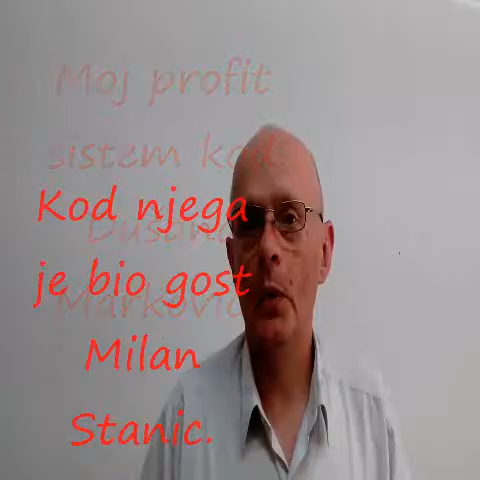 Moj profit
sistem kod
Kod njega
je bio gost
Milan
Stanic.